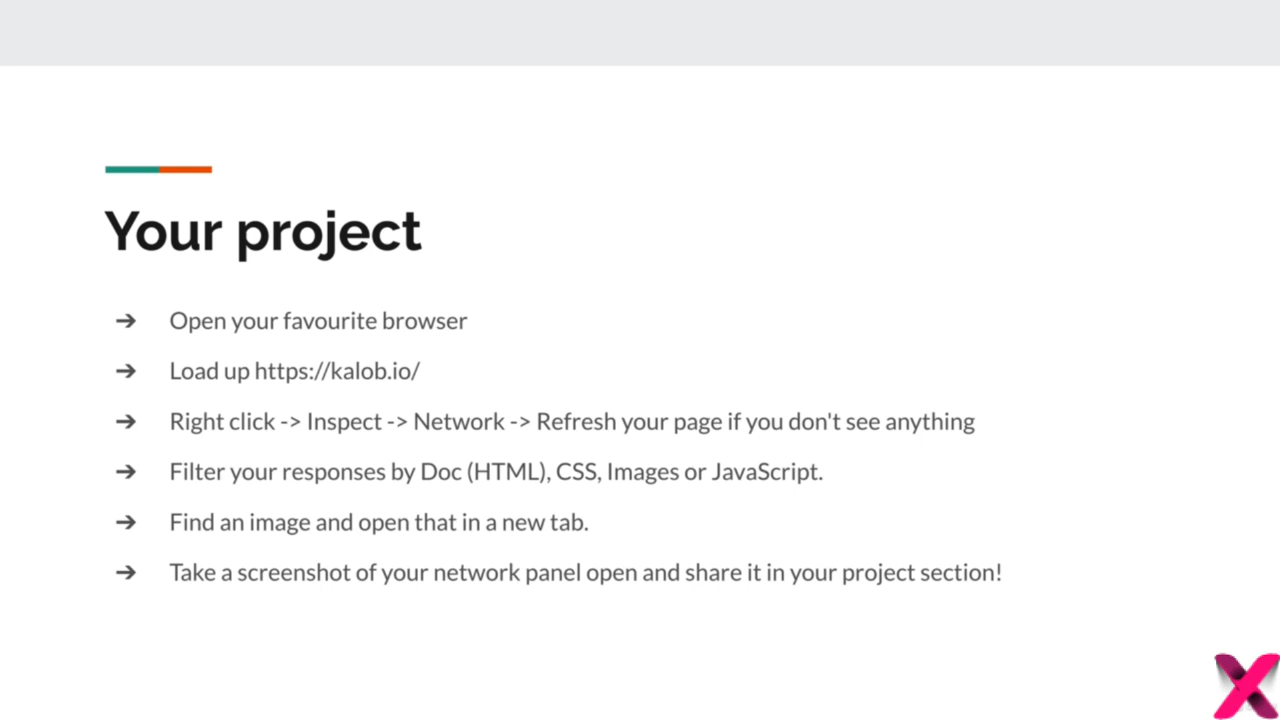 Your project
➔ Open your favourite browser
➔ Load up https://kalob.io/
➔ Right click -> Inspect -> Network -> Refresh your page if you don't see anything
➔ Filter your responses by Doc (HTML), CSS, Images or JavaScript.
➔ Find an image and open that in a new tab.
➔ Take a screenshot of your network panel open and share it in your project section!